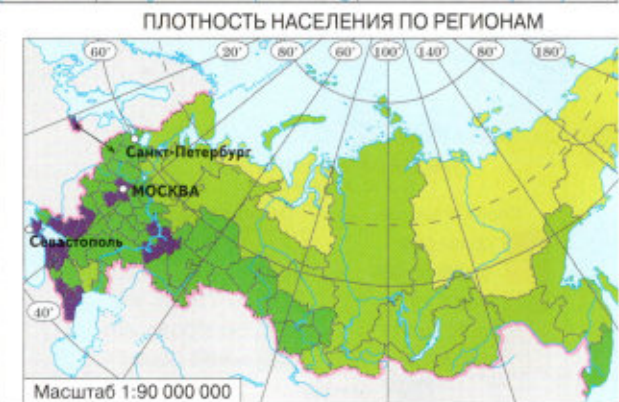 ПЛОТНОСТЬ НАСЕЛЕНИЯ ПО РЕГИОНАМ
60° 20° 80° 60° 100° 140° 80° 180°
Санкт-Петербург
МОСКВА
Севастополь
40°
Масштаб 1:90 000 000